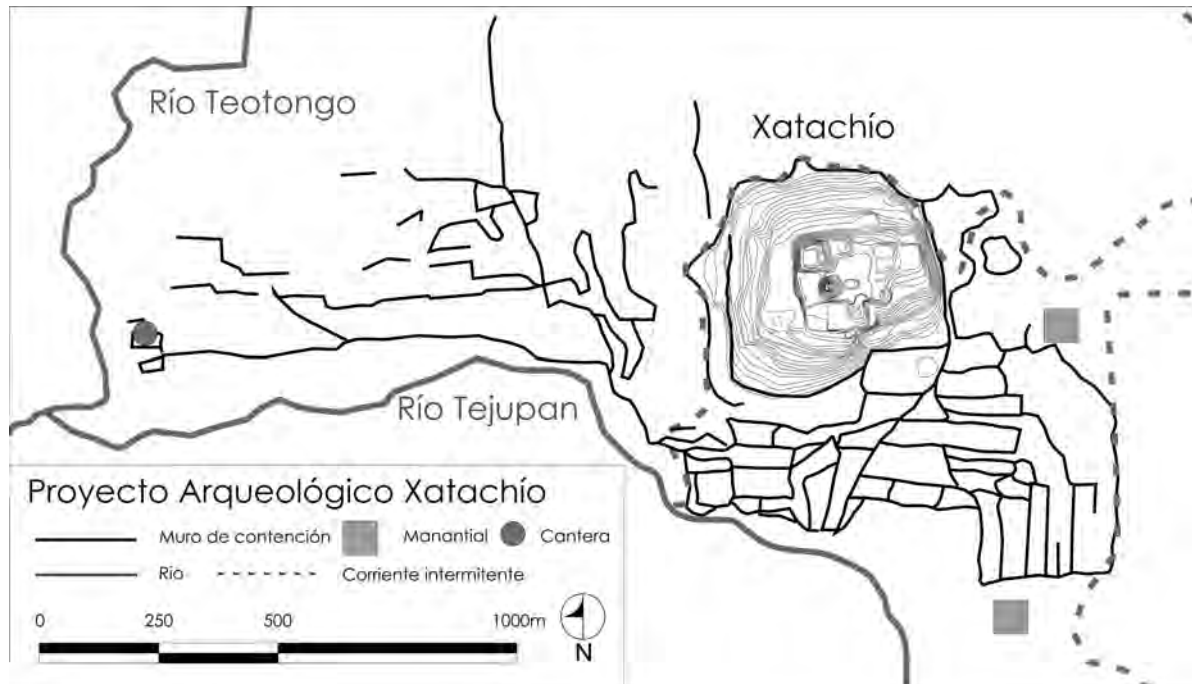 Río Teotongo
Xatachío
Río Tejupan
Proyecto Arqueológico Xatachío
Muro de contención Manantial Cantera
Río Corriente intermitente
0 250 500 1000m
N